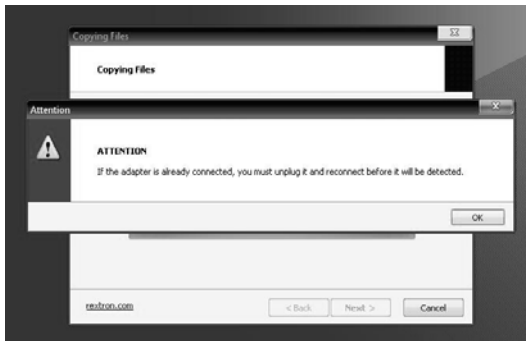 Copying Files
Copying Files
Attention
ATTENTION
If the adapter is already connected, you must unplug it and reconnect before it will be detected.
OK
rextron.com
< Back
Next >
Cancel